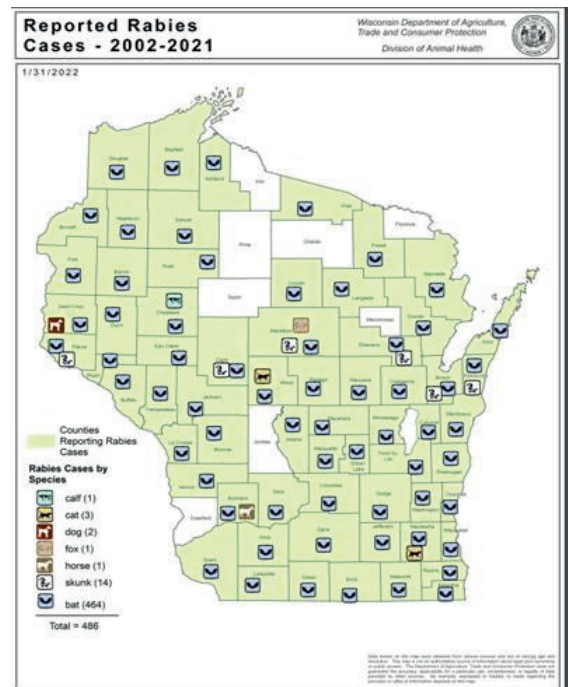 Reported Rabies
Cases - 2002-2021
Wisconsin Department of Agriculture,
Trade and Consumer Protection
Division of Animal Health
1/31/2022
Douglas
Bayfield
Ashland
Iron
Vilas
Burnett
Washburn
Sawyer
Price
Oneida
Florence
Forest
Marinette
Polk
Barron
Rusk
Taylor
Lincoln
Langlade
Menominee
Oconto
Door
Saint Croix
Dunn
Chippewa
Marathon
Shawano
Pierce
Pepin
Eau Claire
Clark
Wood
Portage
Waupaca
Outagamie
Brown
Buffalo
Trempealeau
Jackson
Juneau
Adams
Waushara
Winnebago
Manitowoc
La Crosse
Monroe
Marquette
Green
Lake
Fond du
Lac
Sheboygan
Vernon
Crawford
Richland
Sauk
Columbia
Dodge
Washington
Ozaukee
Grant
Iowa
Dane
Jefferson
Waukesha
Milwaukee
Lafayette
Green
Rock
Walworth
Racine
Counties
Reporting Rabies
Cases
Rabies Cases by
Species
calf (1)
cat (3)
dog (2)
fox (1)
horse (1)
skunk (14)
bat (464)
Total = 486